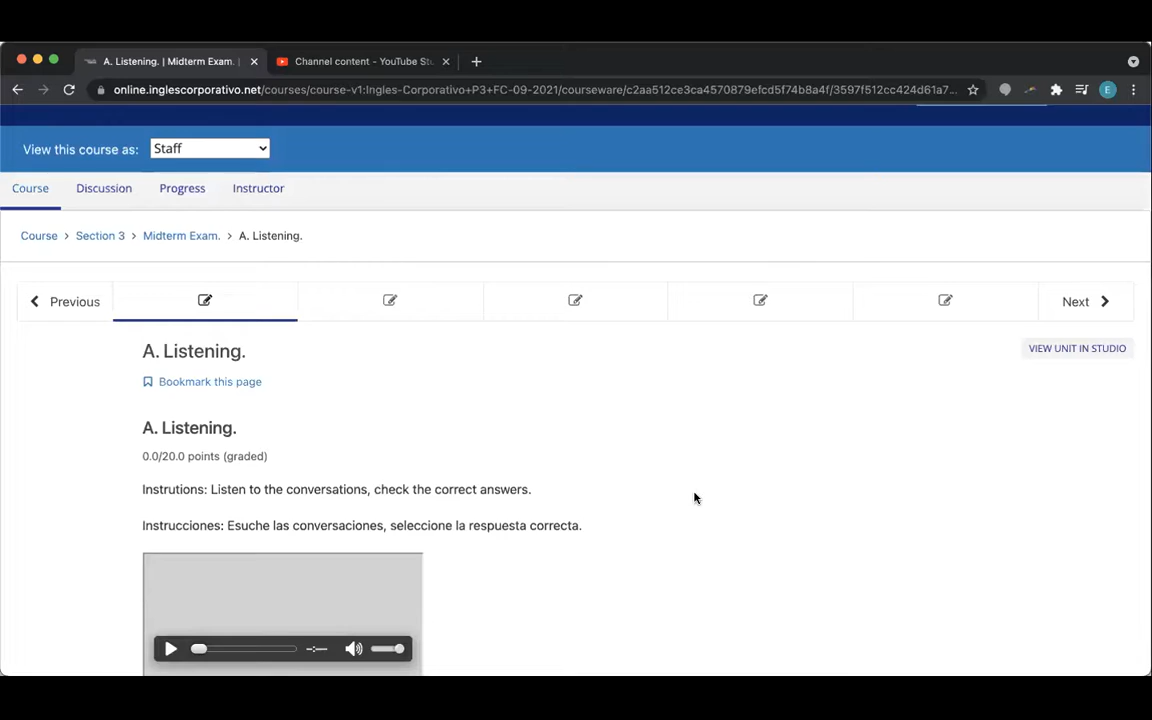 A. Listening. | Midterm Exam. |
Channel content - YouTube Stu
online.inglescorporativo.net/courses/course-v1:Ingles-Corporativo+P3+FC-09-2021/courseware/c2aa512ce3ca4570879efcd5f74b8a4f/3597f512cc424d61a7...
E
View this course as: Staff
Course Discussion Progress Instructor
Course > Section 3 > Midterm Exam. > A. Listening.
Previous Next
A. Listening.
VIEW UNIT IN STUDIO
Bookmark this page
A. Listening.
0.0/20.0 points (graded)
Instrutions: Listen to the conversations, check the correct answers.
Instrucciones: Esuche las conversaciones, seleccione la respuesta correcta.
-:--